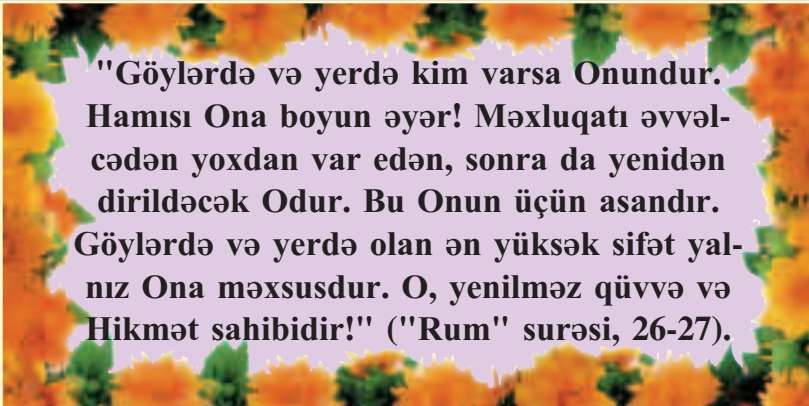 "Göylərdə və yerdə kim varsa Onundur.
Hamısı Ona boyun əyər! Məxluqatı əvvəl-
cədən yoxdan var edən, sonra da yenidən
dirildəcək Odur. Bu Onun üçün asandır.
Göylərdə və yerdə olan ən yüksək sifət yal-
nız Ona məxsusdur. O, yenilməz qüvvə və
Hikmət sahibidir!" ("Rum" surəsi, 26-27).